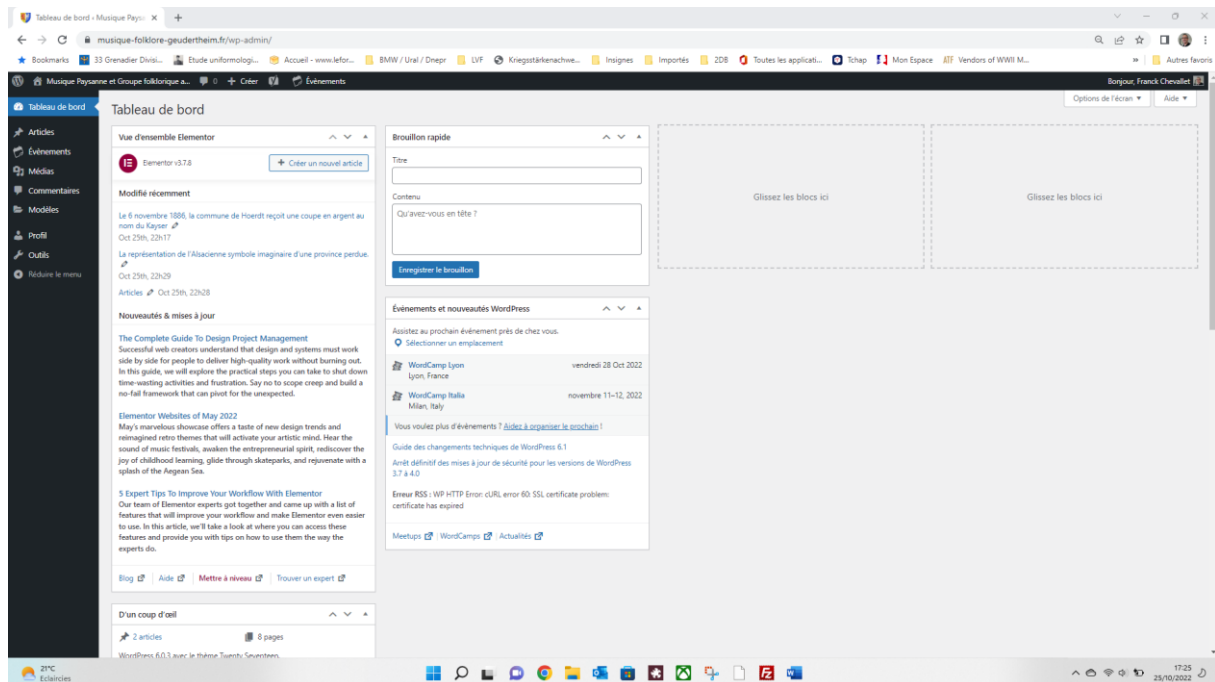 Tableau de bord ‹ Musique Paysa
musique-folklore-geudertheim.fr/wp-admin/
Bookmarks 33 Grenadier Divisi... Etude uniformologi... Accueil - www.lefor... BMW / Ural / Dnepr LVF Kriegsstärkenachwe... Insignes Importés 2DB Toutes les applicati... Tchap Mon Espace ATF Vendors of WWII M... » Autres favoris
Musique Paysanne et Groupe folklorique a... 0 + Créer Évènements Bonjour, Franck Chevallet
Options de l'écran Aide
Tableau de bord
Articles
Évènements
Médias
Commentaires
Modèles
Profil
Outils
Réduire le menu
Tableau de bord
Vue d'ensemble Elementor
Elementor v3.7.8
+ Créer un nouvel article
Modifié récemment
Le 6 novembre 1886, la commune de Hoerdt reçoit une coupe en argent au
nom du Kayser
Oct 25th, 22h17
La représentation de l'Alsacienne symbole imaginaire d'une province perdue.
Oct 25th, 22h29
Articles Oct 25th, 22h28
Nouveautés & mises à jour
The Complete Guide To Design Project Management
Successful web creators understand that design and systems must work
side by side for people to deliver high-quality work without burning out.
In this guide, we will explore the practical steps you can take to shut down
time-wasting activities and frustration. Say no to scope creep and build a
no-fail framework that can pivot for the unexpected.
Elementor Websites of May 2022
May's marvelous showcase offers a taste of new design trends and
reimagined retro themes that will activate your artistic mind. Hear the
sound of music festivals, awaken the entrepreneurial spirit, rediscover the
joy of childhood learning, glide through skateparks, and rejuvenate with a
splash of the Aegean Sea.
5 Expert Tips To Improve Your Workflow With Elementor
Our team of Elementor experts got together and came up with a list of
features that will improve your workflow and make Elementor even easier
to use. In this article, we'll take a look at where you can access these
features and provide you with tips on how to use them the way the
experts do.
Blog Aide Mettre à niveau Trouver un expert
D'un coup d'œil
2 articles 8 pages
WordPress 6.0.3 avec le thème Twenty Seventeen.
Brouillon rapide
Titre
Contenu
Qu'avez-vous en tête ?
Enregistrer le brouillon
Évènements et nouveautés WordPress
Assistez au prochain évènement près de chez vous.
Sélectionner un emplacement
WordCamp Lyon vendredi 28 Oct 2022
Lyon, France
WordCamp Italia novembre 11–12, 2022
Milan, Italy
Vous voulez plus d'évènements ? Aidez à organiser le prochain !
Guide des changements techniques de WordPress 6.1
Arrêt définitif des mises à jour de sécurité pour les versions de WordPress
3.7 à 4.0
Erreur RSS : WP HTTP Error: cURL error 60: SSL certificate problem:
certificate has expired
Meetups WordCamps Actualités
Glissez les blocs ici
Glissez les blocs ici
21°C
Eclaircies
17:25
25/10/2022